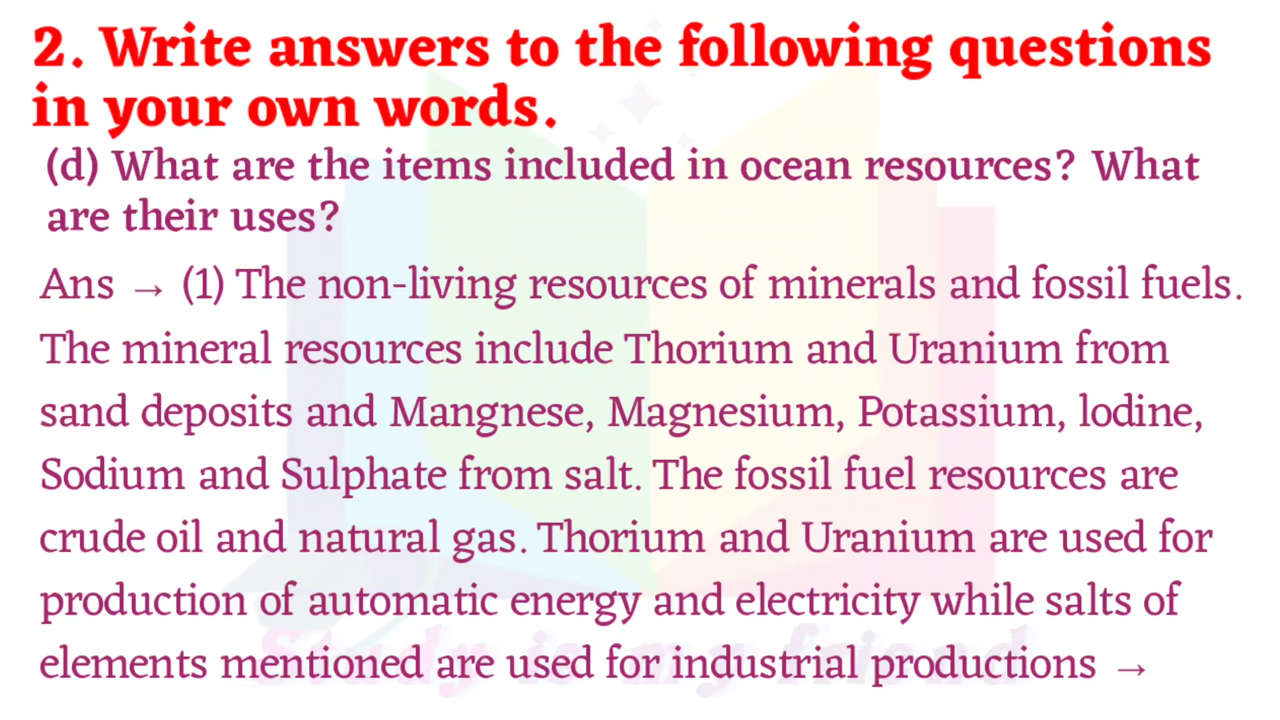 2. Write answers to the following questions
in your own words.
(d) What are the items included in ocean resources? What
are their uses?
Ans → (1) The non-living resources of minerals and fossil fuels.
The mineral resources include Thorium and Uranium from
sand deposits and Mangnese, Magnesium, Potassium, lodine,
Sodium and Sulphate from salt. The fossil fuel resources are
crude oil and natural gas. Thorium and Uranium are used for
production of automatic energy and electricity while salts of
Study is my friend
elements mentioned are used for industrial productions →